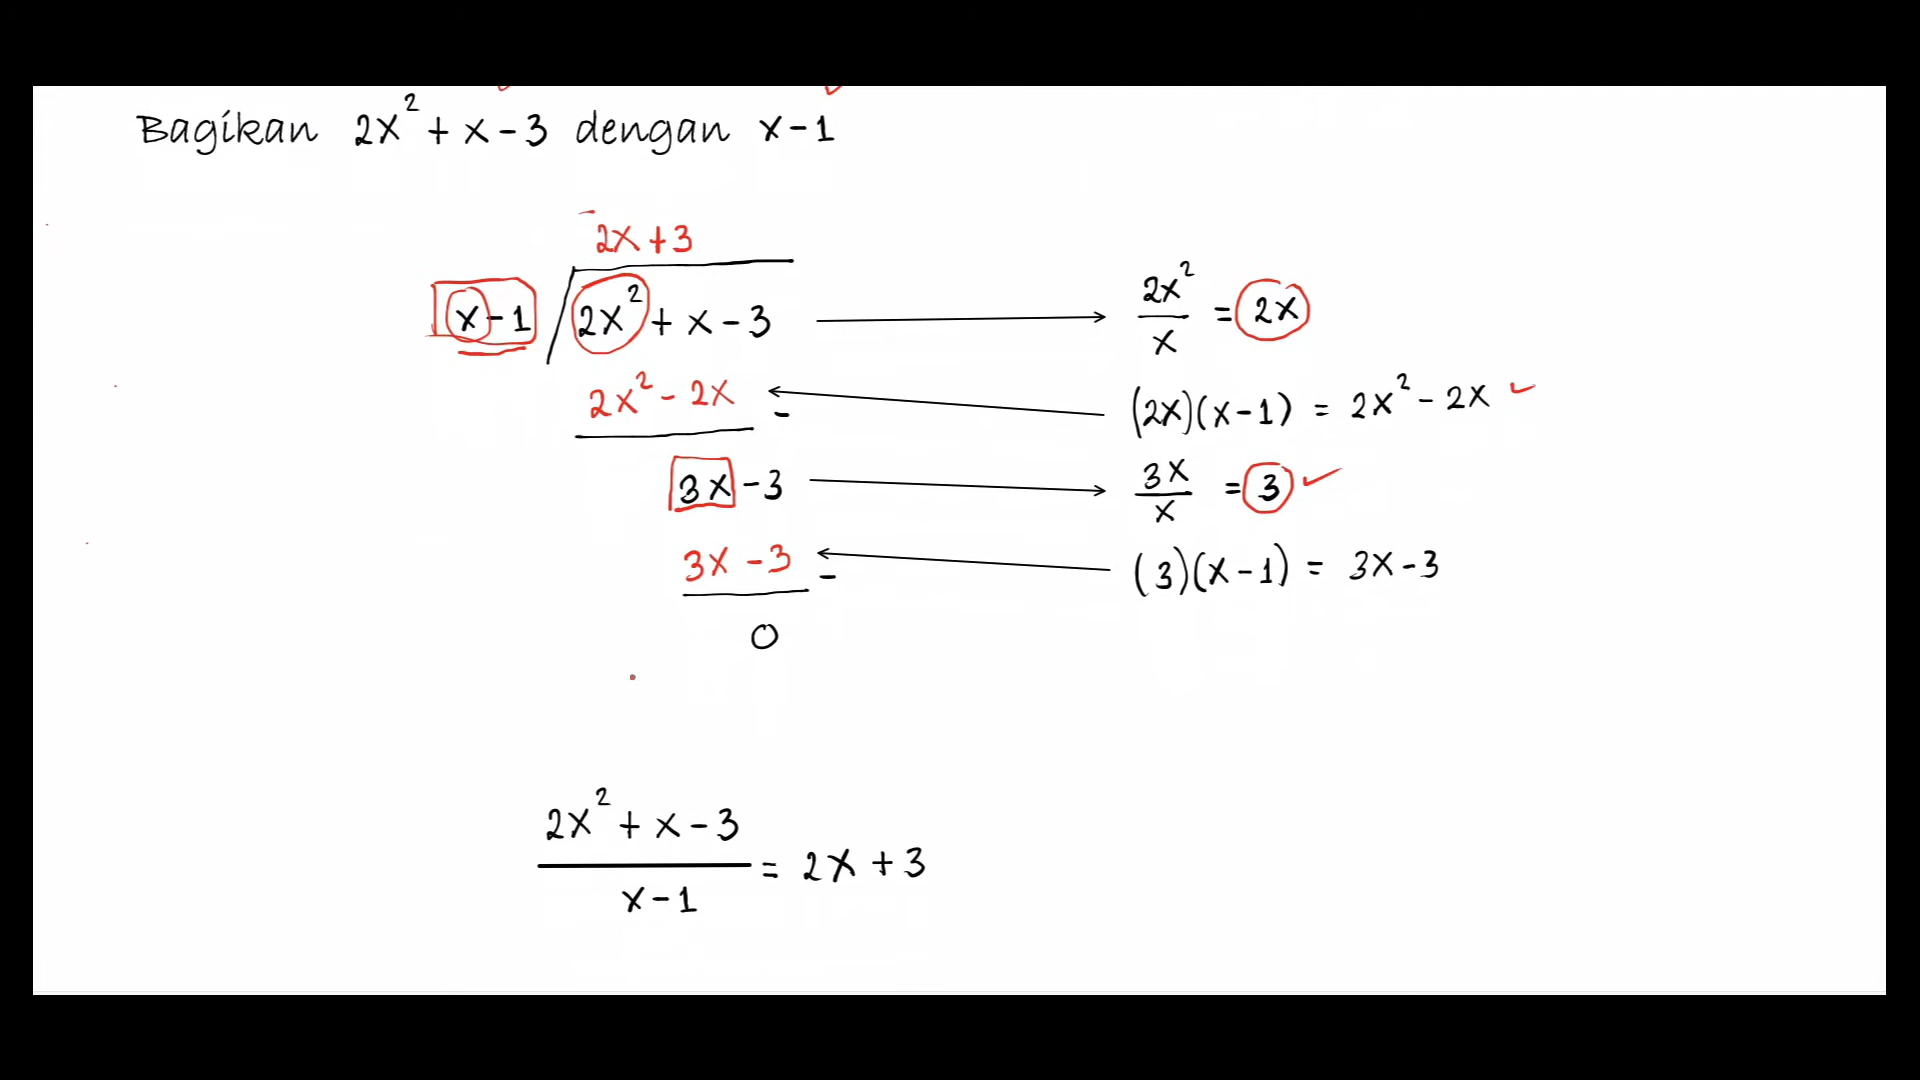 Bagikan 2x² + x - 3 dengan x - 1
2x + 3
x - 1 2x² + x - 3
2x²/x = 2x
2x² - 2x -
(2x)(x - 1) = 2x² - 2x ✓
3x - 3
3x/x = 3 ✓
3x - 3 -
(3)(x - 1) = 3x - 3
0
2x² + x - 3
x - 1
= 2x + 3